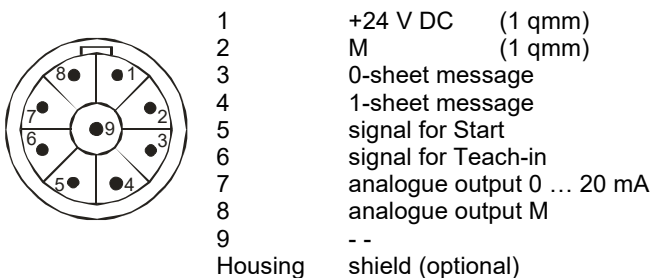 8 1
7 2
9
6 3
5 4
1 +24 V DC (1 qmm)
2 M (1 qmm)
3 0-sheet message
4 1-sheet message
5 signal for Start
6 signal for Teach-in
7 analogue output 0 … 20 mA
8 analogue output M
9 - -
Housing shield (optional)